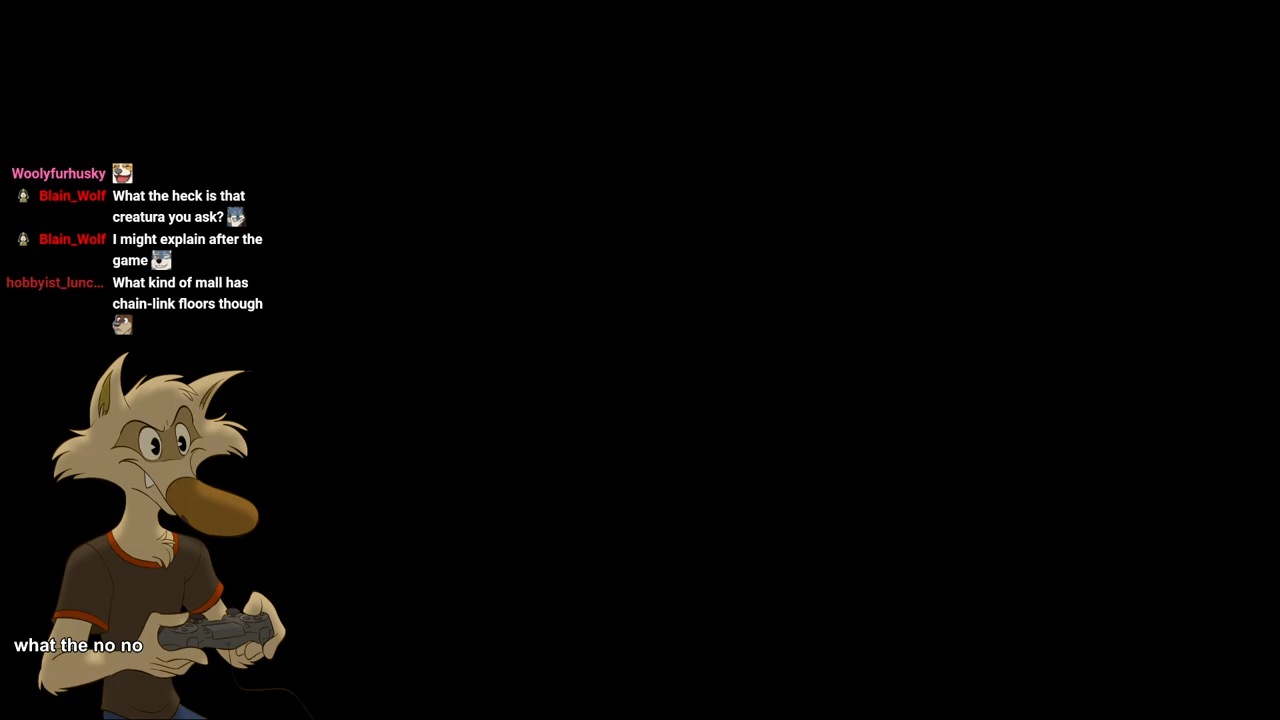 Woolyfurhusky
Blain_Wolf What the heck is that
creatura you ask?
Blain_Wolf I might explain after the
game
hobbyist_lunc... What kind of mall has
chain-link floors though
what the no no